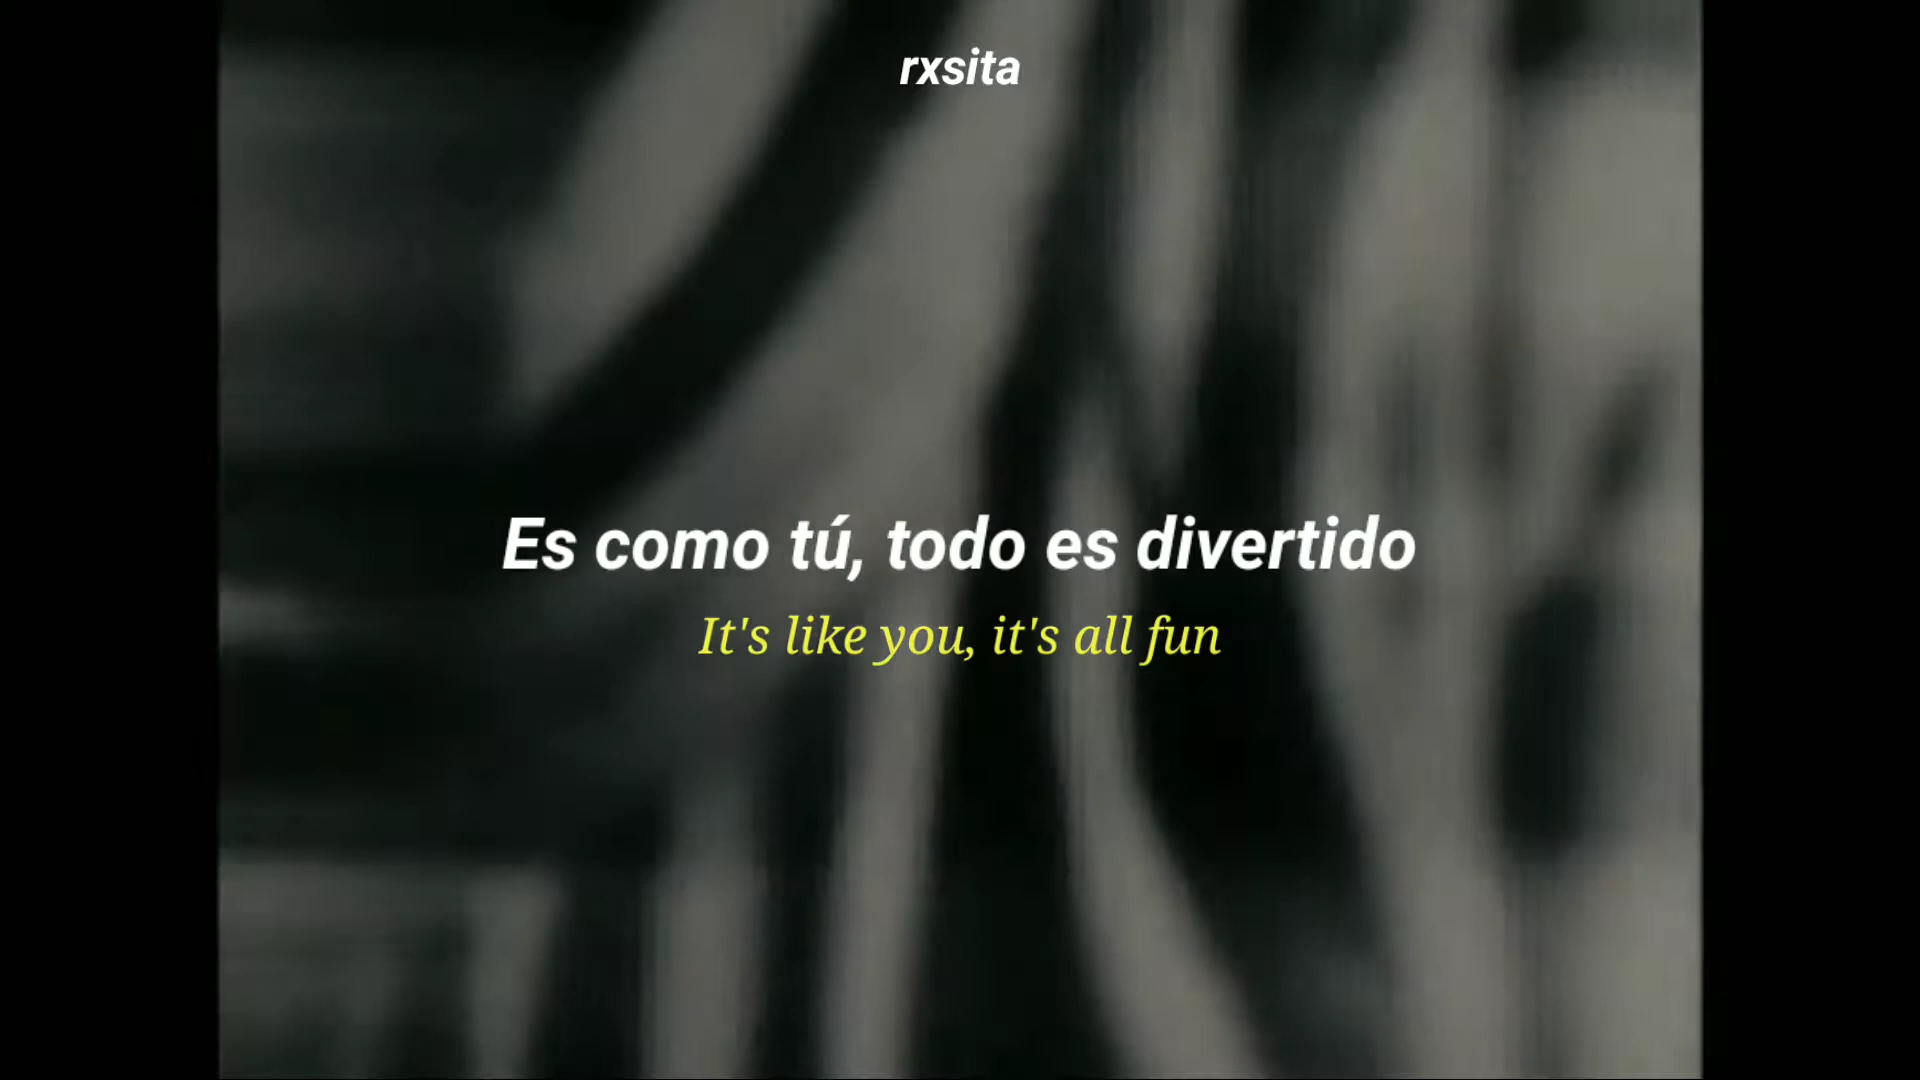 rxsita
Es como tú, todo es divertido
It's like you, it's all fun